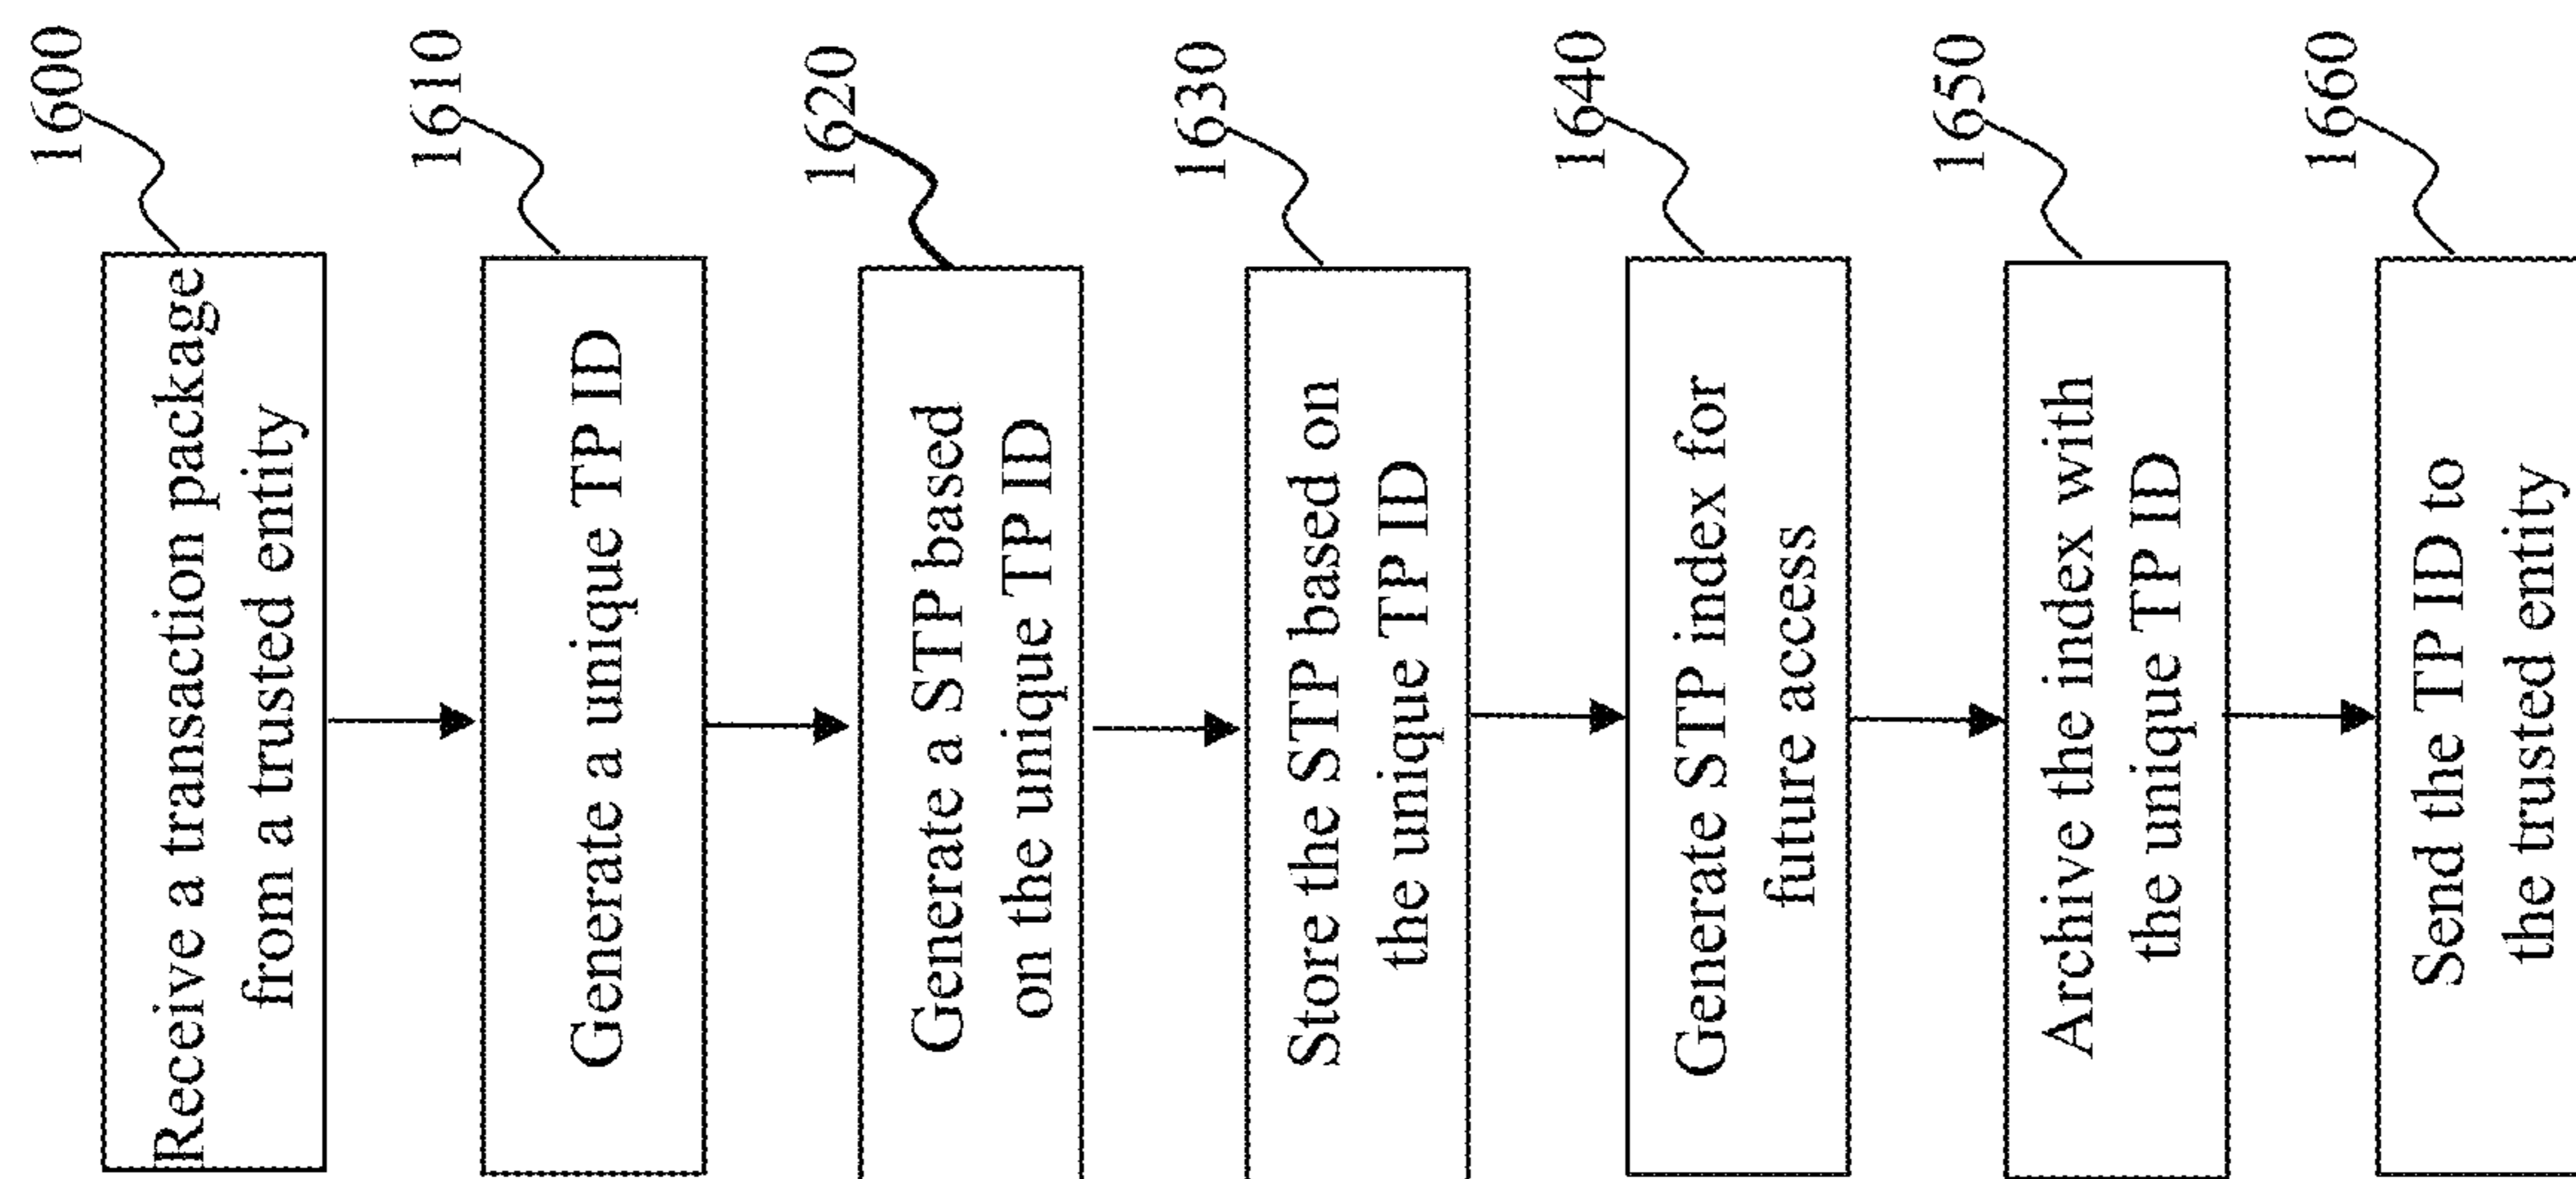 1600
Receive a transaction package
from a trusted entity
1610
Generate a unique TP ID
1620
Generate a STP based
on the unique TP ID
1630
Store the STP based on
the unique TP ID
1640
Generate STP index for
future access
1650
Archive the index with
the unique TP ID
1660
Send the TP ID to
the trusted entity